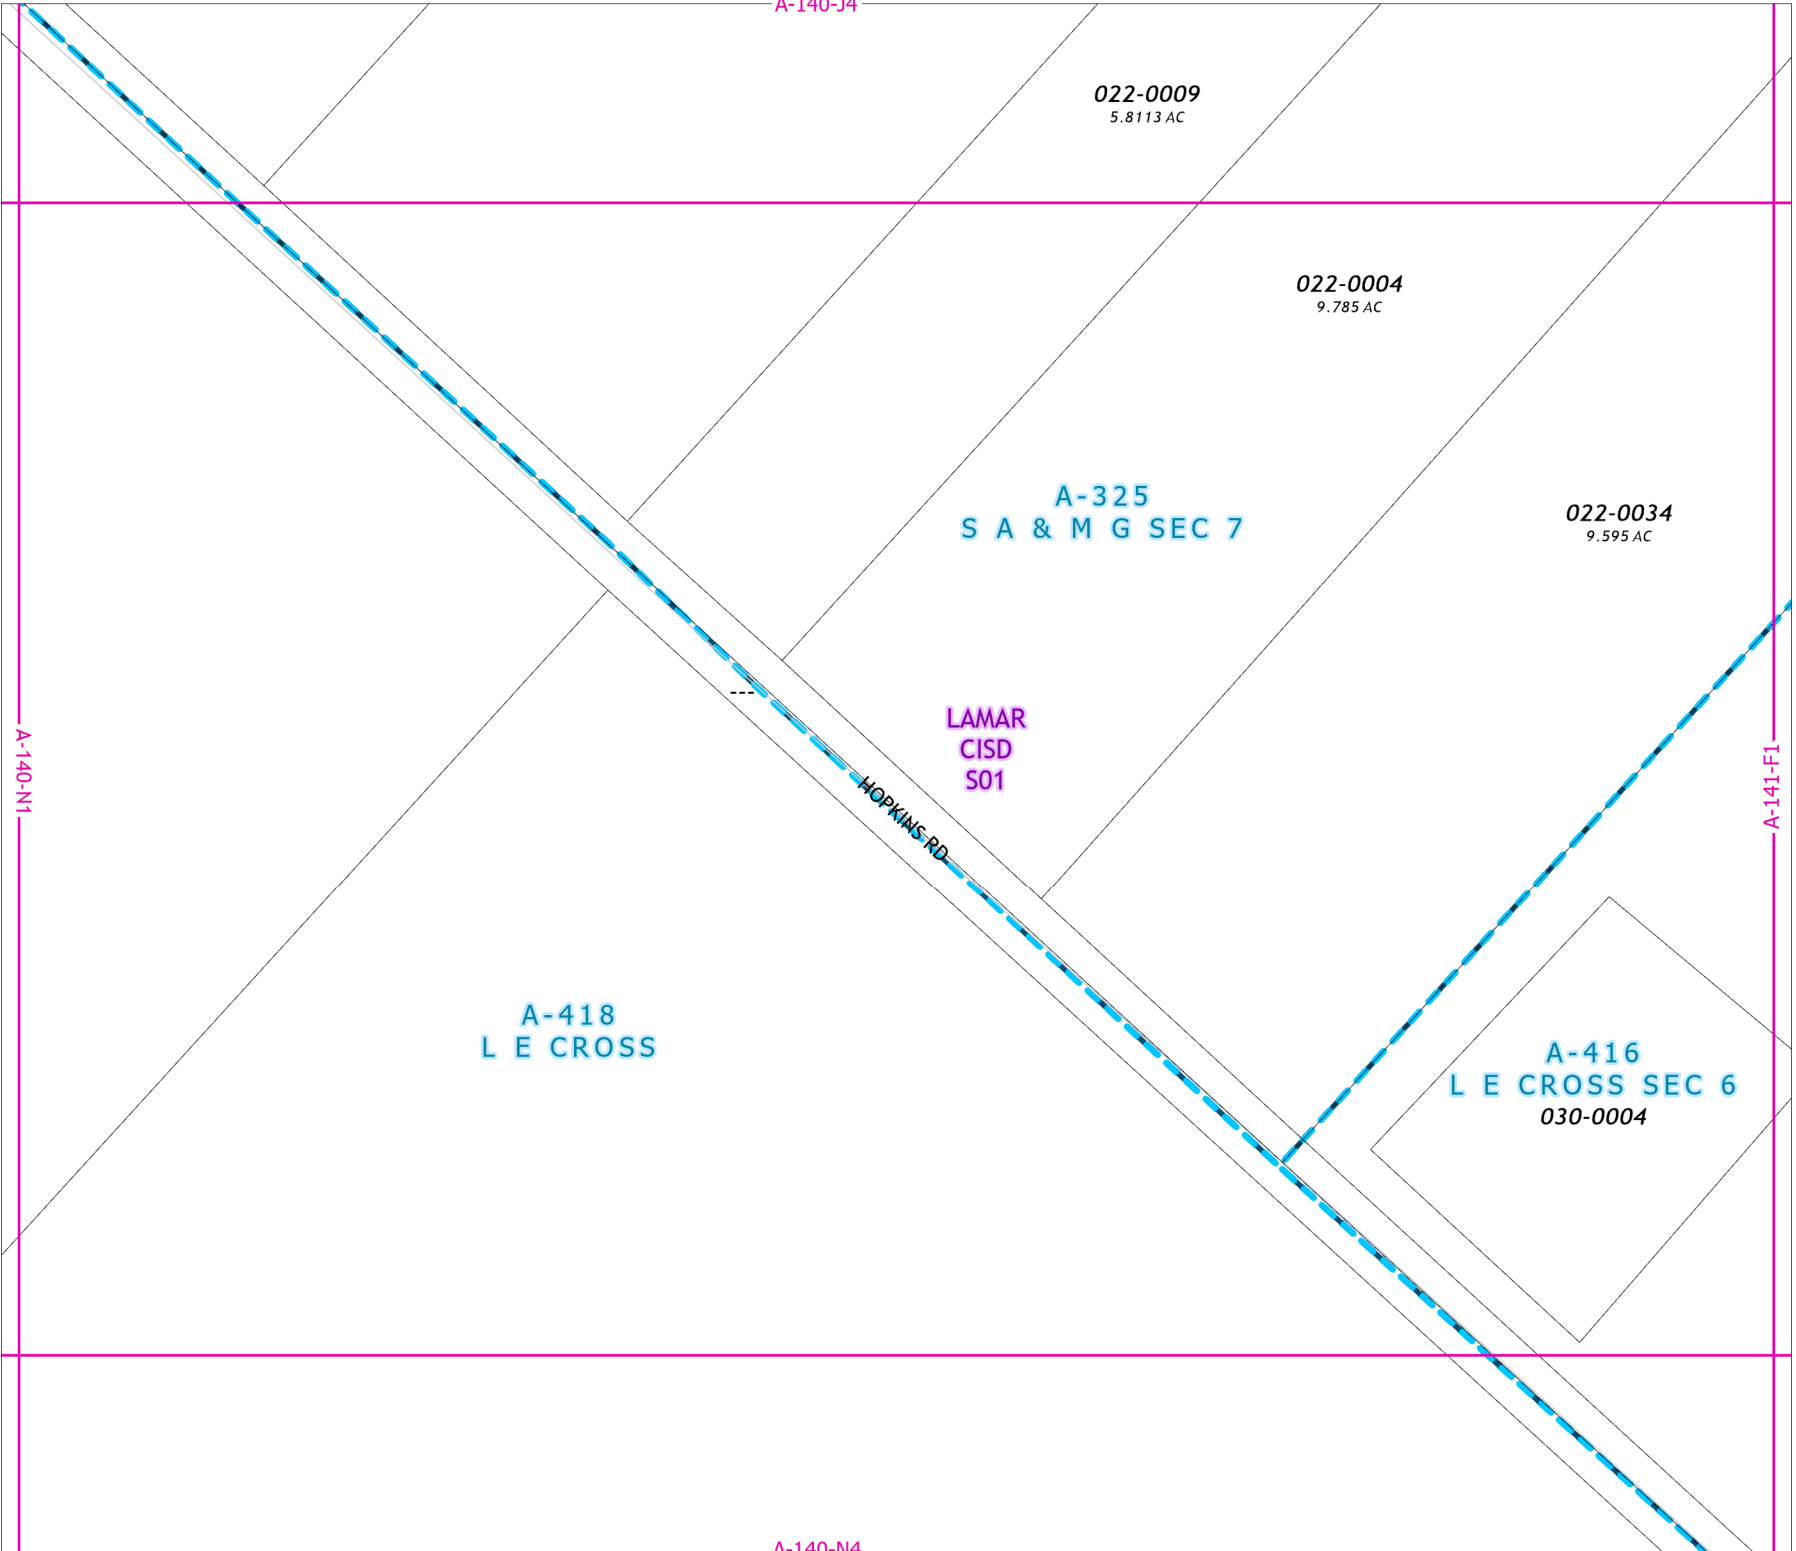 A-140-J4
022-0009
5.8113 AC
022-0004
9.785 AC
A-325
S A & M G SEC 7
022-0034
9.595 AC
LAMAR
CISD
S01
A-140-N1
A-141-F1
---
HOPKINS RD
A-418
L E CROSS
A-416
L E CROSS SEC 6
030-0004
A-140-N4